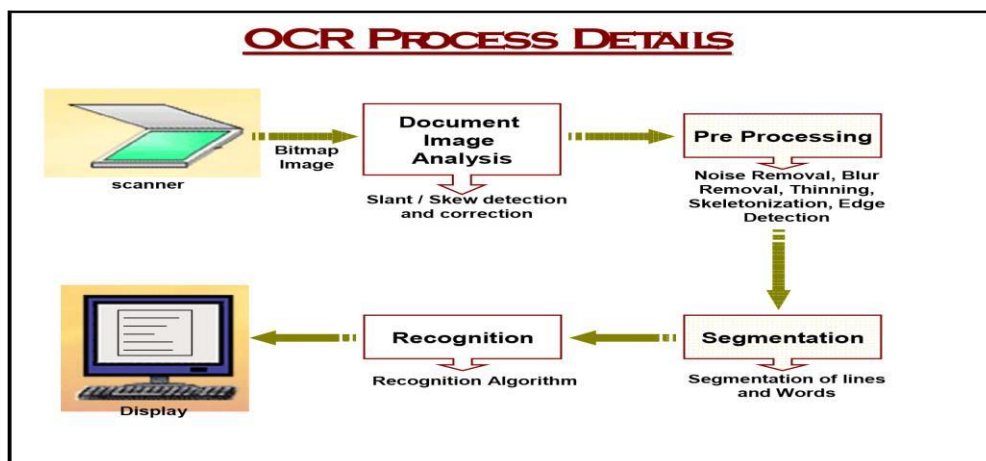 OCR PROCESS DETAILS
scanner
Bitmap
Image
Document
Image
Analysis
Slant / Skew detection
and correction
Pre Processing
Noise Removal, Blur
Removal, Thinning,
Skeletonization, Edge
Detection
Segmentation
Segmentation of lines
and Words
Recognition
Recognition Algorithm
Display